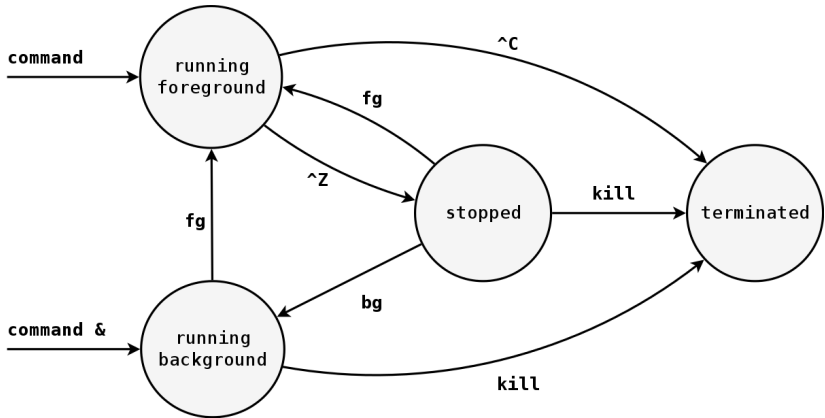 command
running
foreground
^C
fg
^Z
stopped
kill
terminated
fg
bg
command &
running
background
kill